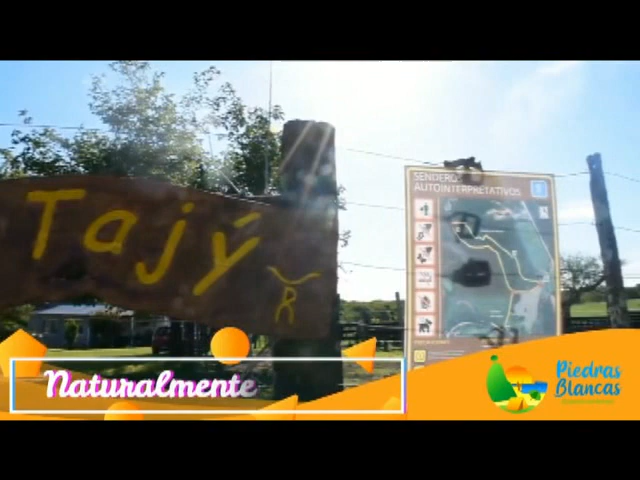 Tajý
SENDEROS
AUTOINTERPRETATIVOS
Naturalmente
Piedras
Blancas